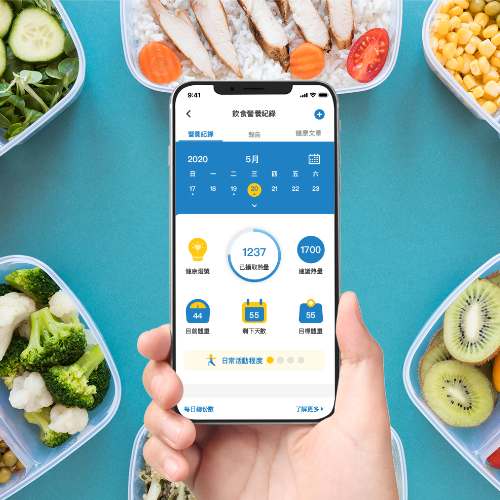 9:41
飲食營養紀錄
營養紀錄 報告 健康文章
2020 5月
日 一 二 三 四 五 六
17 18 19 20 21 22 23
1237
已攝取熱量
1700
健康燈號
建議熱量
44 55 55
目前體重 剩下天數 目標體重
日常活動程度
每日總份數 了解更多